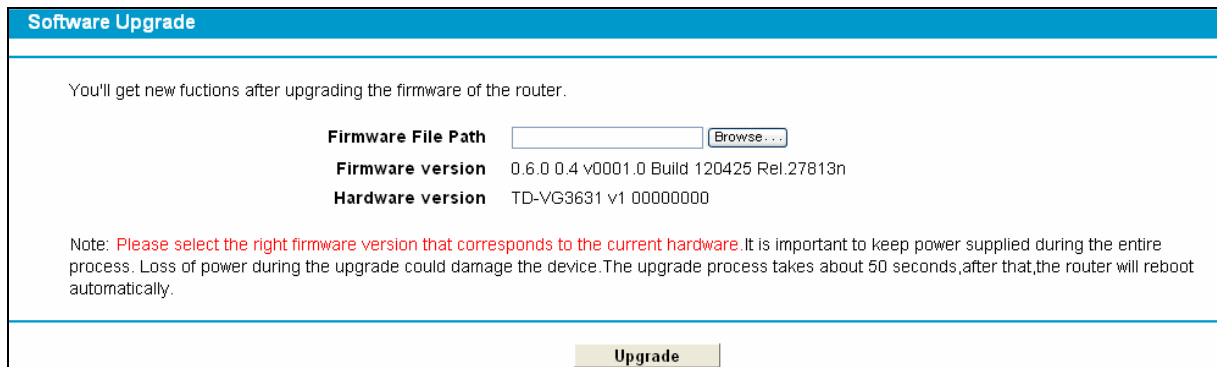 Software Upgrade
You'll get new fuctions after upgrading the firmware of the router.
Firmware File Path Browse...
Firmware version 0.6.0 0.4 v0001.0 Build 120425 Rel.27813n
Hardware version TD-VG3631 v1 00000000
Note: Please select the right firmware version that corresponds to the current hardware.It is important to keep power supplied during the entire
process. Loss of power during the upgrade could damage the device.The upgrade process takes about 50 seconds,after that,the router will reboot
automatically.
Upgrade